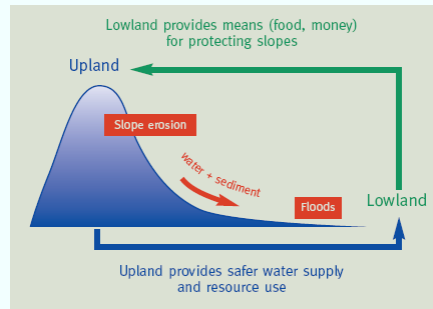 Lowland provides means (food, money)
for protecting slopes
Upland
Slope erosion
water + sediment
Floods
Lowland
Upland provides safer water supply
and resource use